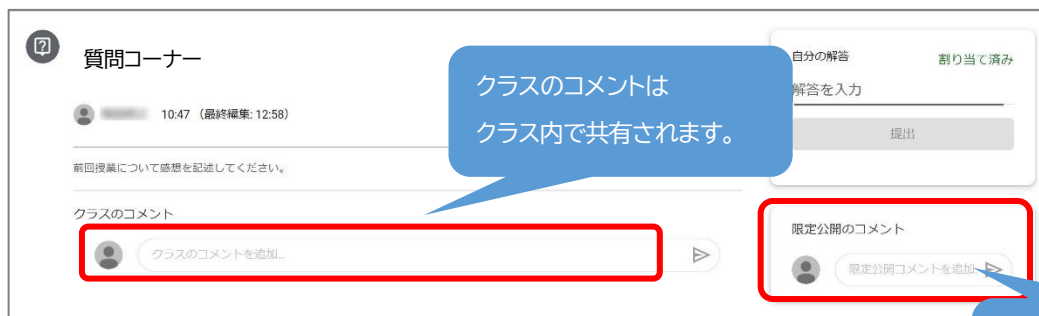 質問コーナー
10:47 (最終編集: 12:58)
前回授業について感想を記述してください。
クラスのコメント
クラスのコメントを追加...
クラスのコメントは
クラス内で共有されます。
自分の解答
割り当て済み
解答を入力
提出
限定公開のコメント
限定公開コメントを追加